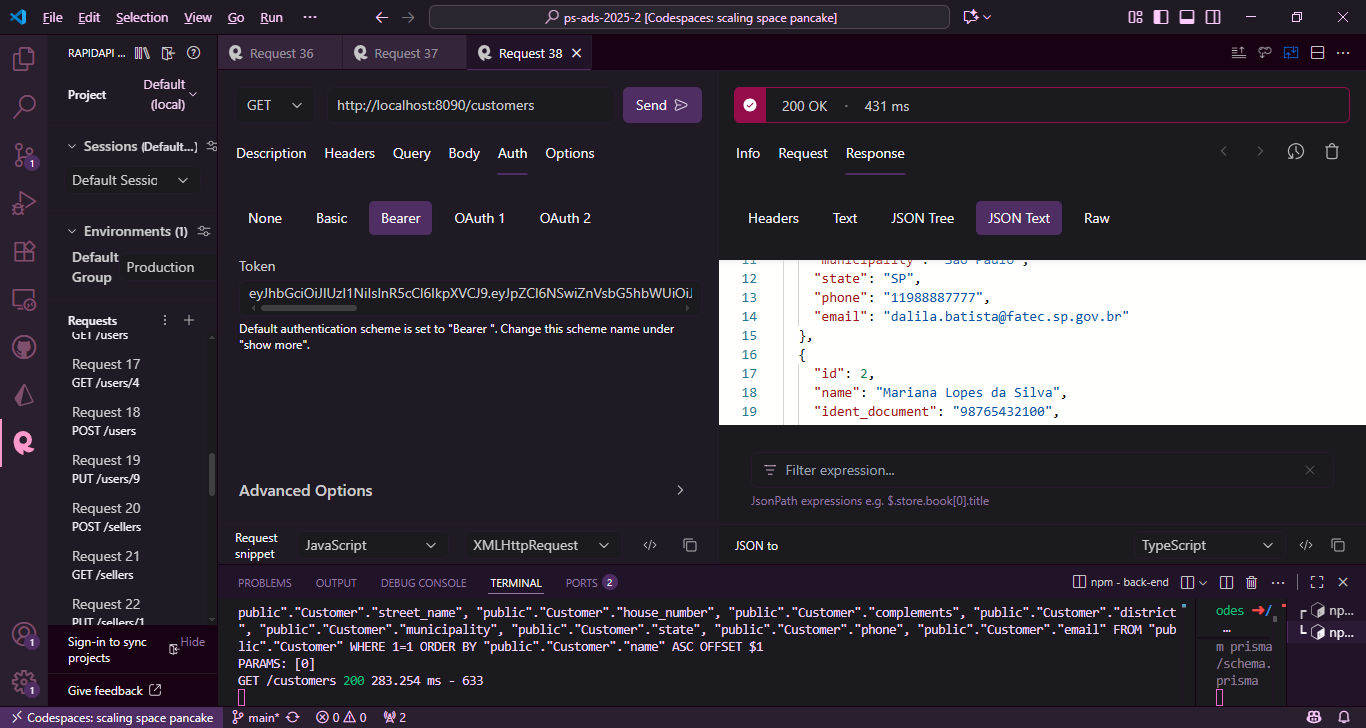 File Edit Selection View Go Run ··· ps-ads-2025-2 [Codespaces: scaling space pancake]
RAPIDAPI ...
Project
Default
(local)
Sessions (Default...)
Default Sessio
Environments (1)
Default
Group
Production
Requests
GET /users
Request 17
GET /users/4
Request 18
POST /users
Request 19
PUT /users/9
Request 20
POST /sellers
Request 21
GET /sellers
Request 22
PUT /sellers/1
Sign-in to sync
projects
Hide
Give feedback
1
1
1
Request 36 Request 37 Request 38
GET http://localhost:8090/customers Send
Description Headers Query Body Auth Options
None Basic Bearer OAuth 1 OAuth 2
Token
Default authentication scheme is set to "Bearer ". Change this scheme name under
"show more".
Advanced Options
Request
snippet
JavaScript
XMLHttpRequest
200 OK · 431 ms
Info Request Response
Headers Text JSON Tree JSON Text Raw
11 "municipality": "São Paulo",
12 "state": "SP",
13 "phone": "11988887777",
14 "email": "dalila.batista@fatec.sp.gov.br"
15 },
16 {
17 "id": 2,
18 "name": "Mariana Lopes da Silva",
19 "ident_document": "98765432100",
Filter expression...
JsonPath expressions e.g. $.store.book[0].title
JSON to
TypeScript
PROBLEMS OUTPUT DEBUG CONSOLE TERMINAL PORTS 2
npm - back-end
public"."Customer"."street_name", "public"."Customer"."house_number", "public"."Customer"."complements", "public"."Customer"."district"
", "public"."Customer"."municipality", "public"."Customer"."state", "public"."Customer"."phone", "public"."Customer"."email" FROM "pub
lic"."Customer" WHERE 1=1 ORDER BY "public"."Customer"."name" ASC OFFSET $1
PARAMS: [0]
GET /customers 200 283.254 ms - 633
odes ➜/
...
m prisma
/schema.
prisma
np...
np...
Codespaces: scaling space pancake main* 0 0 2